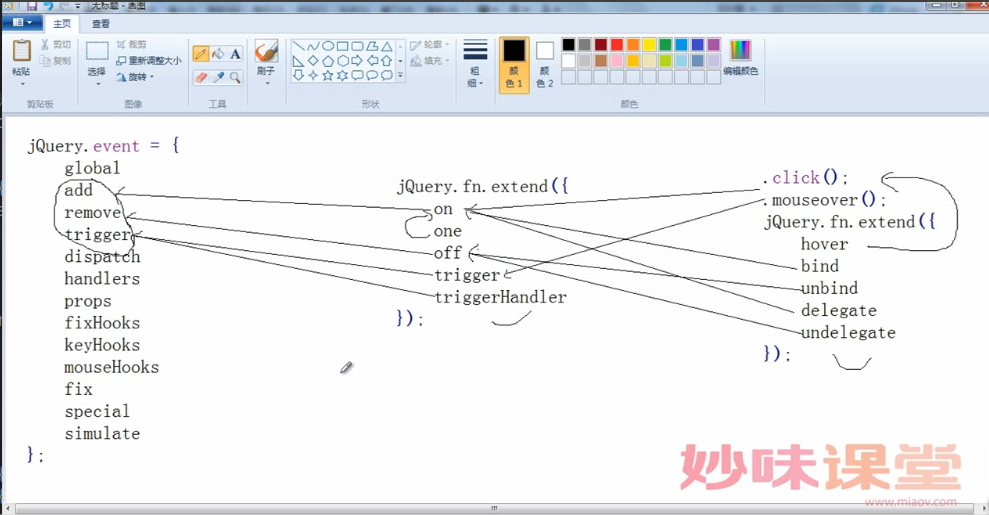 无标题 - 画图
主页 查看
粘贴
剪切
复制
剪贴板
选择
裁剪
重新调整大小
旋转
图像
A
工具
刷子
轮廓
填充
形状
粗细
颜色 1
颜色 2
编辑颜色
颜色
jQuery.event = {
global
add
remove
trigger
dispatch
handlers
props
fixHooks
keyHooks
mouseHooks
fix
special
simulate
};
jQuery.fn.extend({
on
one
off
trigger
triggerHandler
});
.click();
.mouseover();
jQuery.fn.extend({
hover
bind
unbind
delegate
undelegate
});
妙味课堂
www.miaov.com